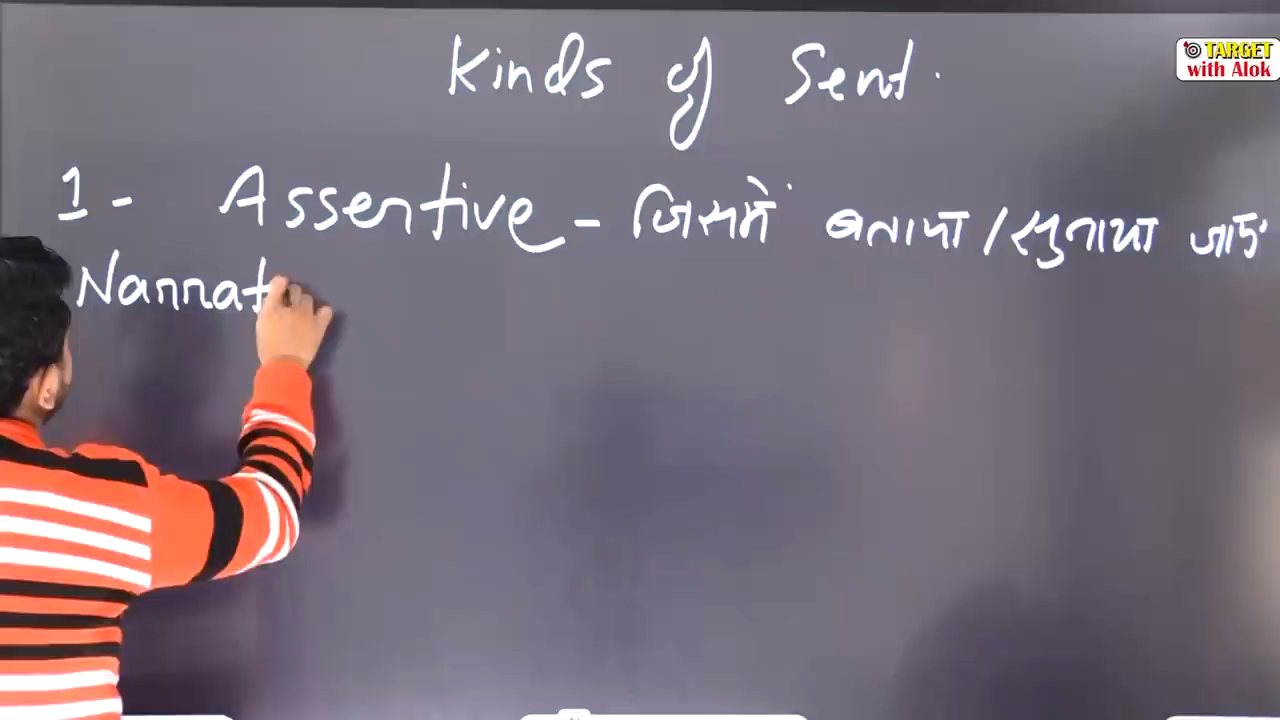 Kinds of Sent.
TARGET
with Alok
1- Assertive - जिसमें बताया / सुनाया जाए
Narrat